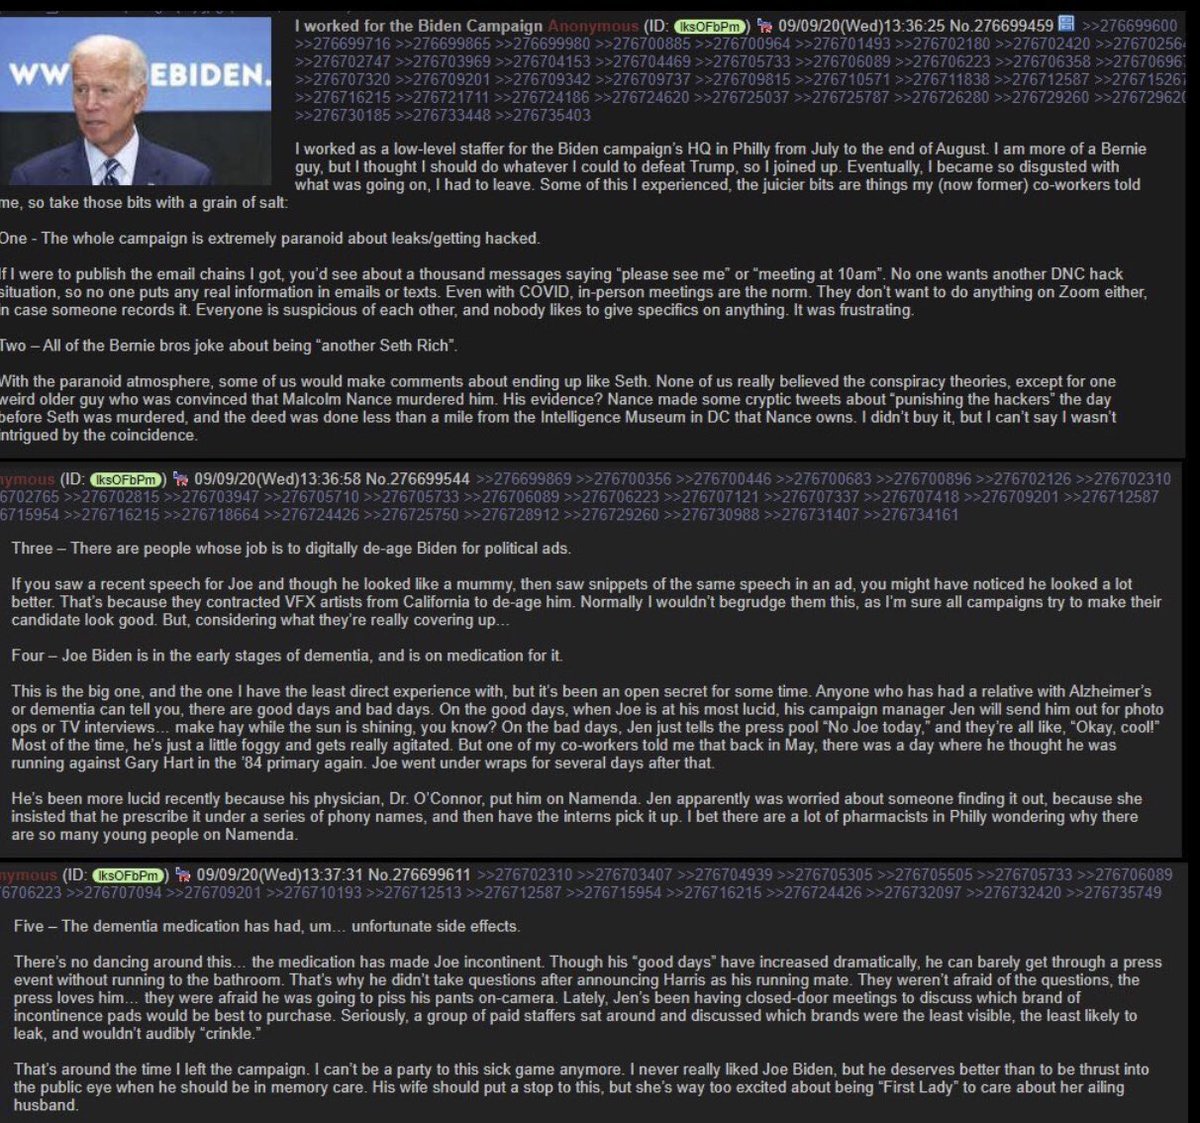 WW EBIDEN.
I worked for the Biden Campaign Anonymous (ID: IksOFbPm) 09/09/20(Wed)13:36:25 No.276699459 >>276699600
>>276699716 >>276699865 >>276699980 >>276700885 >>276700964 >>276701493 >>276702180 >>276702420 >>27670256
>>276702747 >>276703969 >>276704153 >>276704469 >>276705733 >>276706089 >>276706223 >>276706358 >>27670696
>>276707320 >>276709201 >>276709342 >>276709737 >>276709815 >>276710571 >>276711838 >>276712587 >>27671526
>>276716215 >>276721711 >>276724186 >>276724620 >>276725037 >>276725787 >>276726280 >>276729260 >>27672962
>>276730185 >>276733448 >>276735403
I worked as a low-level staffer for the Biden campaign's HQ in Philly from July to the end of August. I am more of a Bernie
guy, but I thought I should do whatever I could to defeat Trump, so I joined up. Eventually, I became so disgusted with
what was going on, I had to leave. Some of this I experienced, the juicier bits are things my (now former) co-workers told
me, so take those bits with a grain of salt:
One - The whole campaign is extremely paranoid about leaks/getting hacked.
If I were to publish the email chains I got, you'd see about a thousand messages saying “please see me” or “meeting at 10am”. No one wants another DNC hack
situation, so no one puts any real information in emails or texts. Even with COVID, in-person meetings are the norm. They don't want to do anything on Zoom either,
in case someone records it. Everyone is suspicious of each other, and nobody likes to give specifics on anything. It was frustrating.
Two – All of the Bernie bros joke about being “another Seth Rich”.
With the paranoid atmosphere, some of us would make comments about ending up like Seth. None of us really believed the conspiracy theories, except for one
weird older guy who was convinced that Malcolm Nance murdered him. His evidence? Nance made some cryptic tweets about “punishing the hackers” the day
before Seth was murdered, and the deed was done less than a mile from the Intelligence Museum in DC that Nance owns. I didn't buy it, but I can't say I wasn't
intrigued by the coincidence.
nymous (ID: IksOFbPm) 09/09/20(Wed)13:36:58 No.276699544 >>276699869 >>276700356 >>276700446 >>276700683 >>276700896 >>276702126 >>276702310
6702765 >>276702815 >>276703947 >>276705710 >>276705733 >>276706089 >>276706223 >>276707121 >>276707337 >>276707418 >>276709201 >>276712587
6715954 >>276716215 >>276718664 >>276724426 >>276725750 >>276728912 >>276729260 >>276730988 >>276731407 >>276734161
Three – There are people whose job is to digitally de-age Biden for political ads.
If you saw a recent speech for Joe and though he looked like a mummy, then saw snippets of the same speech in an ad, you might have noticed he looked a lot
better. That's because they contracted VFX artists from California to de-age him. Normally I wouldn't begrudge them this, as I'm sure all campaigns try to make their
candidate look good. But, considering what they're really covering up…
Four – Joe Biden is in the early stages of dementia, and is on medication for it.
This is the big one, and the one I have the least direct experience with, but it's been an open secret for some time. Anyone who has had a relative with Alzheimer's
or dementia can tell you, there are good days and bad days. On the good days, when Joe is at his most lucid, his campaign manager Jen will send him out for photo
ops or TV interviews… make hay while the sun is shining, you know? On the bad days, Jen just tells the press pool “No Joe today,” and they're all like, “Okay, cool!”
Most of the time, he's just a little foggy and gets really agitated. But one of my co-workers told me that back in May, there was a day where he thought he was
running against Gary Hart in the '84 primary again. Joe went under wraps for several days after that.
He's been more lucid recently because his physician, Dr. O'Connor, put him on Namenda. Jen apparently was worried about someone finding it out, because she
insisted that he prescribe it under a series of phony names, and then have the interns pick it up. I bet there are a lot of pharmacists in Philly wondering why there
are so many young people on Namenda.
nymous (ID: IksOFbPm) 09/09/20(Wed)13:37:31 No.276699611 >>276702310 >>276703407 >>276704939 >>276705305 >>276705505 >>276705733 >>276706089
76706223 >>276707094 >>276709201 >>276710193 >>276712513 >>276712587 >>276715954 >>276716215 >>276724426 >>276732097 >>276732420 >>276735749
Five – The dementia medication has had, um… unfortunate side effects.
There's no dancing around this… the medication has made Joe incontinent. Though his “good days” have increased dramatically, he can barely get through a press
event without running to the bathroom. That's why he didn't take questions after announcing Harris as his running mate. They weren't afraid of the questions, the
press loves him… they were afraid he was going to piss his pants on-camera. Lately, Jen's been having closed-door meetings to discuss which brand of
incontinence pads would be best to purchase. Seriously, a group of paid staffers sat around and discussed which brands were the least visible, the least likely to
leak, and wouldn't audibly “crinkle.”
That's around the time I left the campaign. I can't be a party to this sick game anymore. I never really liked Joe Biden, but he deserves better than to be thrust into
the public eye when he should be in memory care. His wife should put a stop to this, but she's way too excited about being “First Lady” to care about her ailing
husband.